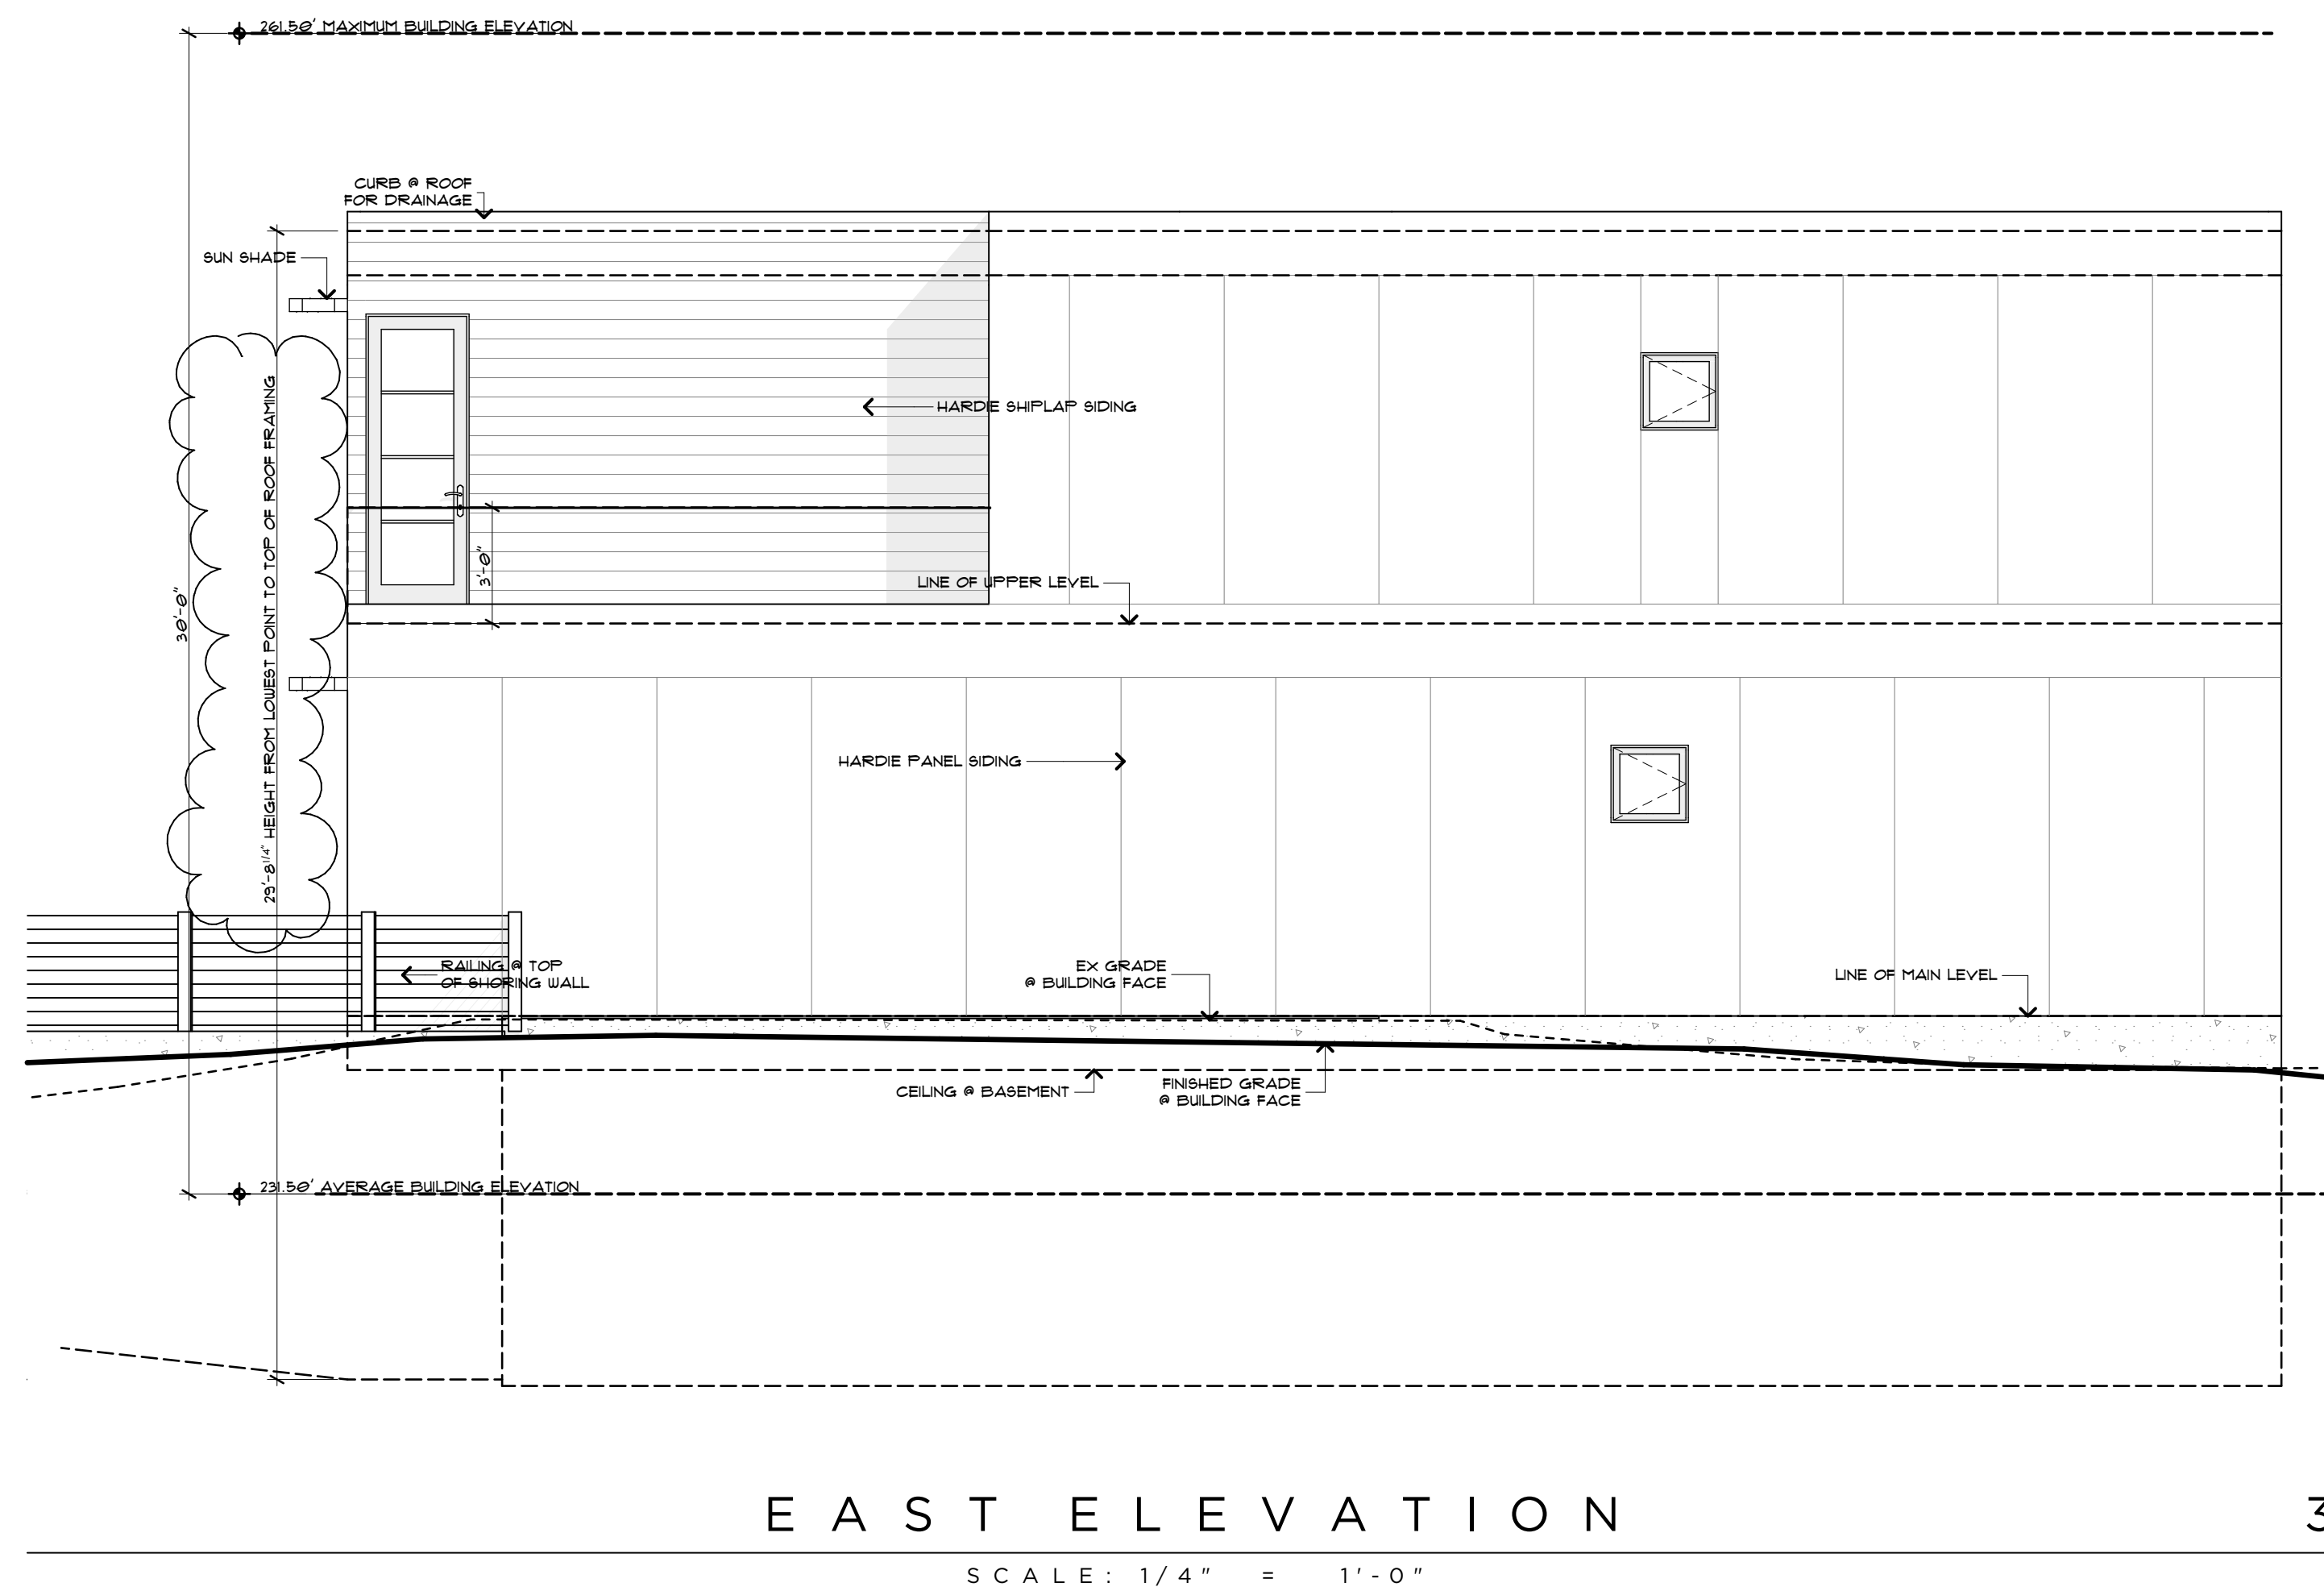 261.50' MAXIMUM BUILDING ELEVATION
CURB @ ROOF
FOR DRAINAGE
SUN SHADE
HARDIE SHIPLAP SIDING
3'-0"
LINE OF UPPER LEVEL
30'-0"
29'-8 1/4" HEIGHT FROM LOWEST POINT TO TOP OF ROOF FRAMING
HARDIE PANEL SIDING
RAILING @ TOP
OF SHORING WALL
EX GRADE
@ BUILDING FACE
LINE OF MAIN LEVEL
CEILING @ BASEMENT
FINISHED GRADE
@ BUILDING FACE
231.50' AVERAGE BUILDING ELEVATION
EAST ELEVATION
3
SCALE: 1/4" = 1'-0"